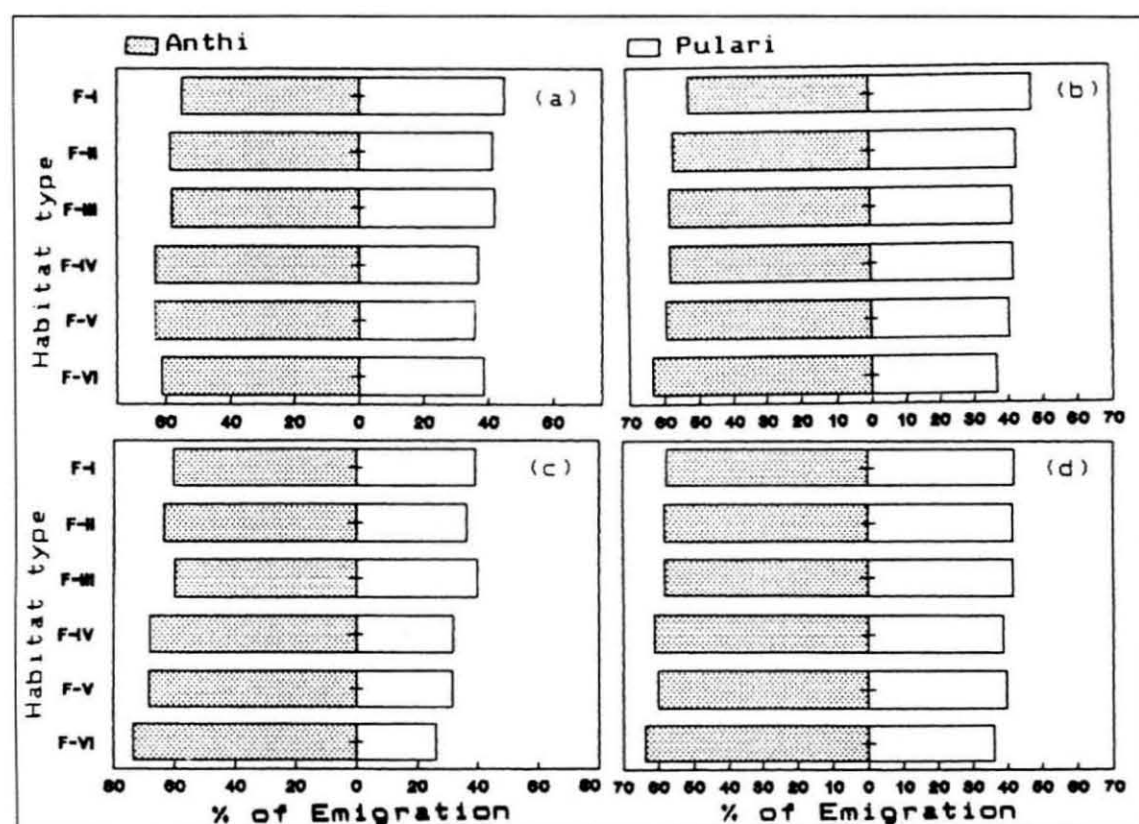 Anthi Pulari
(a) (b)
F-I
F-II
F-III
F-IV
F-V
F-VI
Habitat type
60 40 20 0 20 40 60
70 60 50 40 30 20 10 0 10 20 30 40 50 60 70
(c) (d)
F-I
F-II
F-III
F-IV
F-V
F-VI
Habitat type
80 60 40 20 0 20 40 60 80
70 60 50 40 30 20 10 0 10 20 30 40 50 60 70
% of Emigration % of Emigration